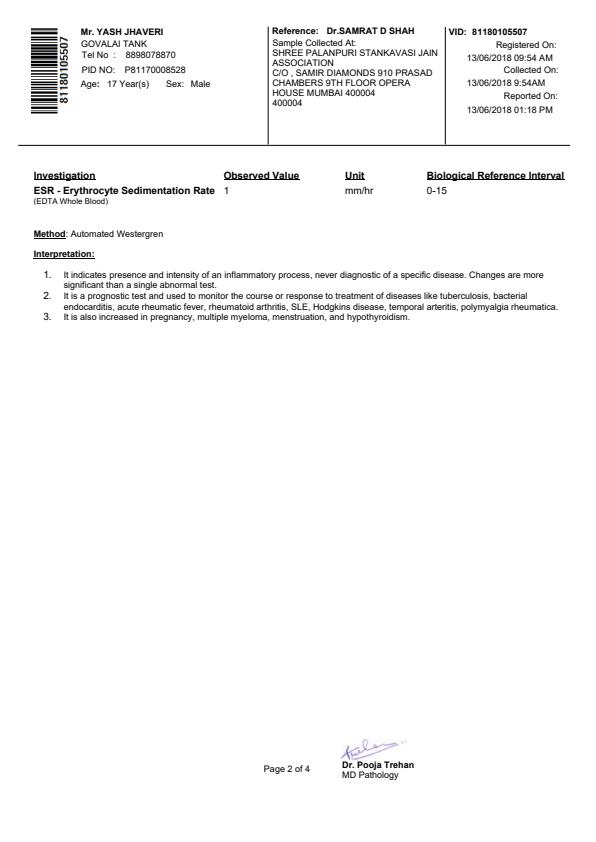 81180105507
Mr. YASH JHAVERI
GOVALAI TANK
Tel No : 8898078870
PID NO: P81170008528
Age: 17 Year(s) Sex: Male
Reference: Dr.SAMRAT D SHAH
Sample Collected At:
SHREE PALANPURI STANKAVASI JAIN
ASSOCIATION
C/O , SAMIR DIAMONDS 910 PRASAD
CHAMBERS 9TH FLOOR OPERA
HOUSE MUMBAI 400004
400004
VID: 81180105507
Registered On:
13/06/2018 09:54 AM
Collected On:
13/06/2018 9:54AM
Reported On:
13/06/2018 01:18 PM
Investigation Observed Value Unit Biological Reference Interval
ESR - Erythrocyte Sedimentation Rate 1 mm/hr 0-15
(EDTA Whole Blood)
Method: Automated Westergren
Interpretation:
1. It indicates presence and intensity of an inflammatory process, never diagnostic of a specific disease. Changes are more
significant than a single abnormal test.
2. It is a prognostic test and used to monitor the course or response to treatment of diseases like tuberculosis, bacterial
endocarditis, acute rheumatic fever, rheumatoid arthritis, SLE, Hodgkins disease, temporal arteritis, polymyalgia rheumatica.
3. It is also increased in pregnancy, multiple myeloma, menstruation, and hypothyroidism.
Page 2 of 4
Dr. Pooja Trehan
MD Pathology